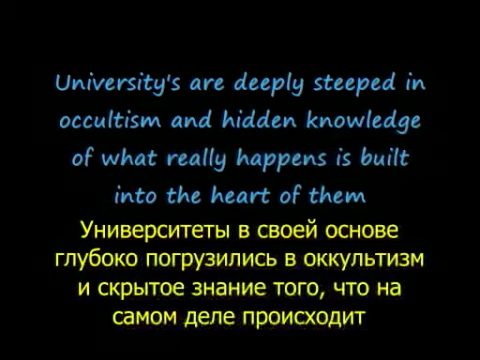 University's are deeply steeped in
occultism and hidden knowledge
of what really happens is built
into the heart of them
Университеты в своей основе
глубоко погрузились в оккультизм
и скрытое знание того, что на
самом деле происходит